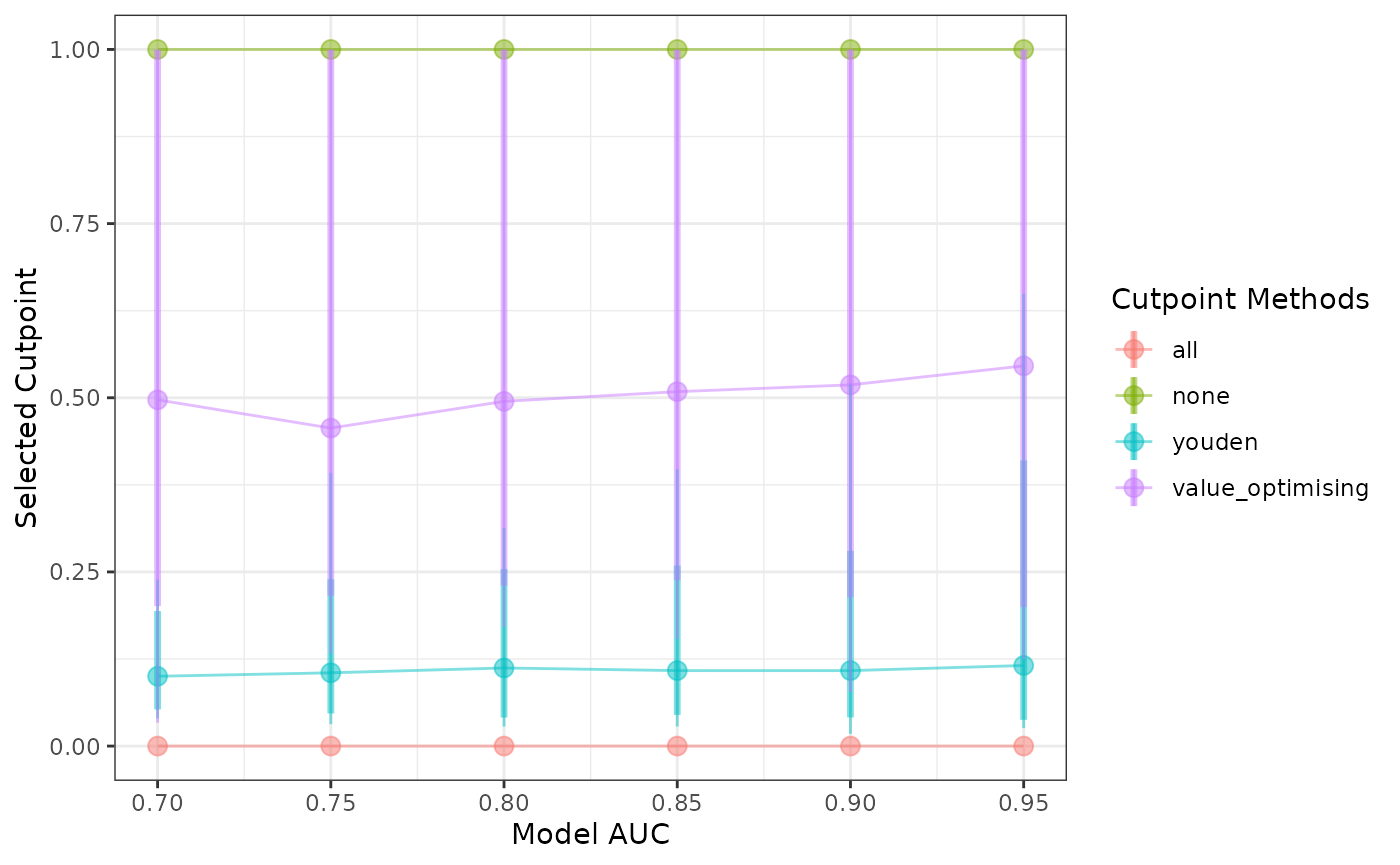 1.00
0.75
0.50
0.25
0.00
Selected Cutpoint
0.70 0.75 0.80 0.85 0.90 0.95
Model AUC
Cutpoint Methods
all
none
youden
value_optimising